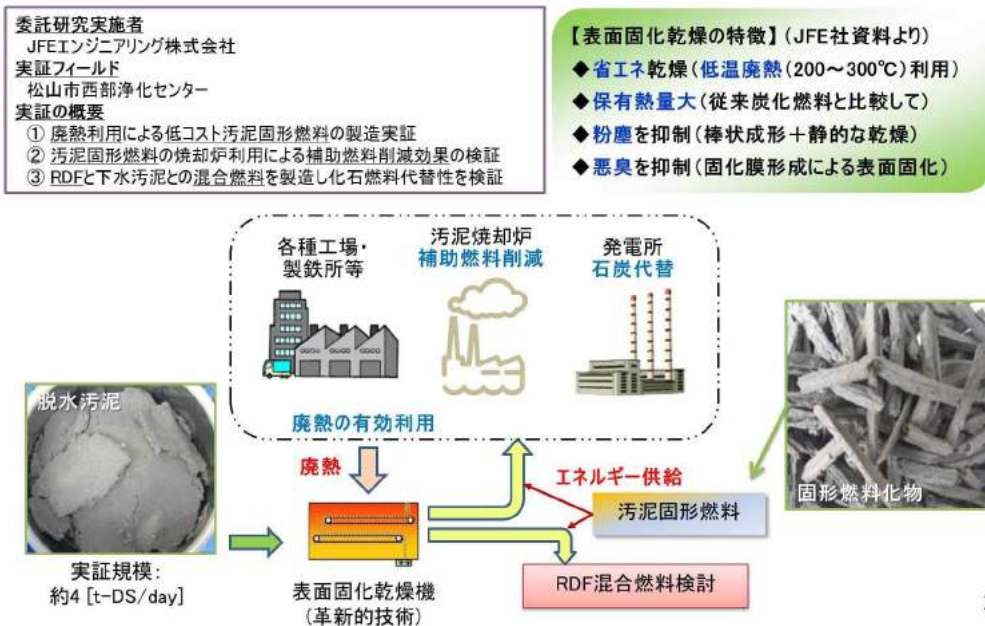 委託研究実施者
JFEエンジニアリング株式会社
実証フィールド
松山市西部浄化センター
実証の概要
① 廃熱利用による低コスト汚泥固形燃料の製造実証
② 汚泥固形燃料の焼却炉利用による補助燃料削減効果の検証
③ RDFと下水汚泥との混合燃料を製造し化石燃料代替性を検証
【表面固化乾燥の特徴】(JFE社資料より)
◆省エネ乾燥(低温廃熱(200～300℃)利用)
◆保有熱量大(従来炭化燃料と比較して)
◆粉塵を抑制(棒状成形+静的な乾燥)
◆悪臭を抑制(固化膜形成による表面固化)
各種工場・
製鉄所等
汚泥焼却炉
補助燃料削減
発電所
石炭代替
廃熱の有効利用
脱水汚泥
廃熱
エネルギー供給
汚泥固形燃料
固形燃料化物
実証規模:
約4 [t-DS/day]
表面固化乾燥機
(革新的技術)
RDF混合燃料検討